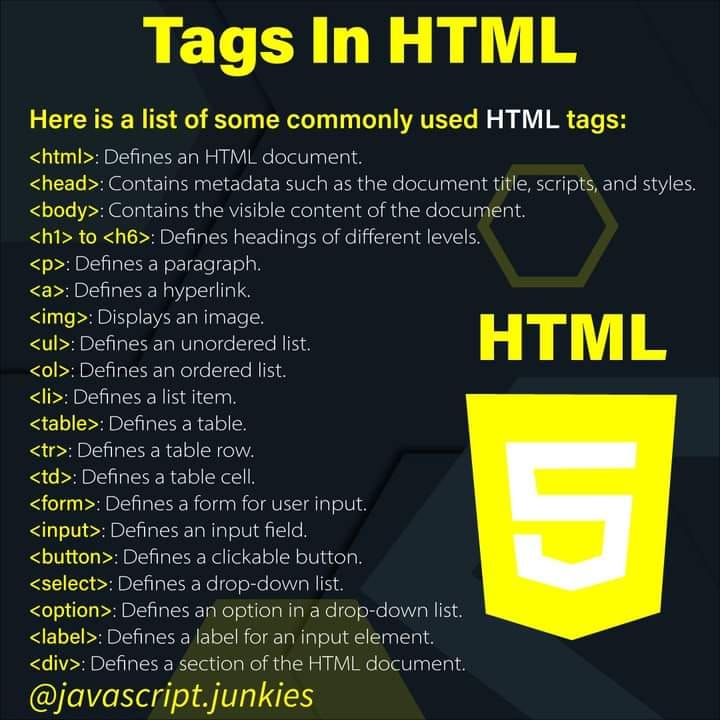 Tags In HTML
Here is a list of some commonly used HTML tags:
<html>: Defines an HTML document.
<head>: Contains metadata such as the document title, scripts, and styles.
<body>: Contains the visible content of the document.
<h1> to <h6>: Defines headings of different levels.
<p>: Defines a paragraph.
<a>: Defines a hyperlink.
<img>: Displays an image.
<ul>: Defines an unordered list.
<ol>: Defines an ordered list.
<li>: Defines a list item.
<table>: Defines a table.
<tr>: Defines a table row.
<td>: Defines a table cell.
<form>: Defines a form for user input.
<input>: Defines an input field.
<button>: Defines a clickable button.
<select>: Defines a drop-down list.
<option>: Defines an option in a drop-down list.
<label>: Defines a label for an input element.
<div>: Defines a section of the HTML document.
HTML
5
@javascript.junkies